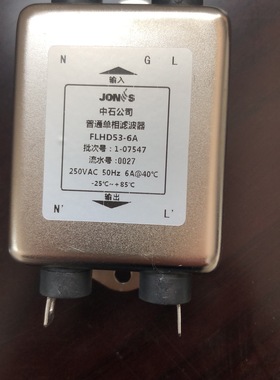 N G L
输入
JONES
中石公司
普通单相滤波器
FLHD53-6A
批次号：1-07547
流水号：0027
250VAC 50Hz 6A@40℃
-25℃~+85℃
输出
N' L'